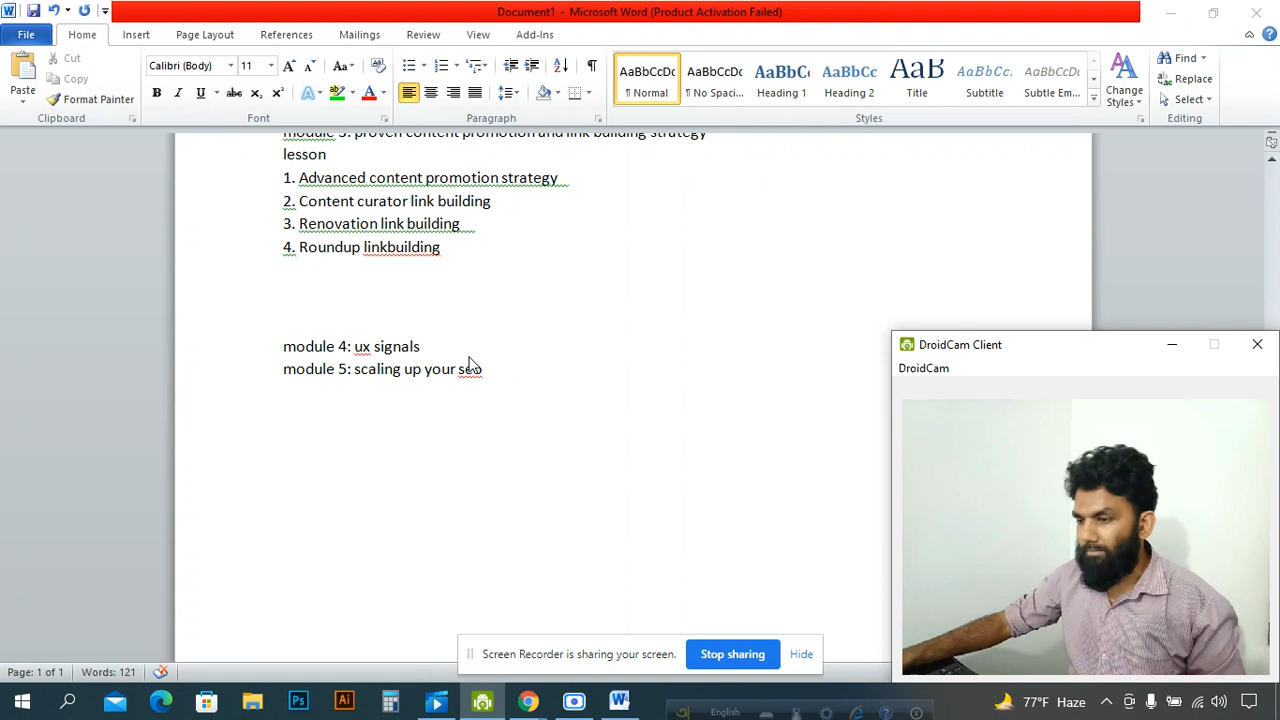 Document1 - Microsoft Word (Product Activation Failed)
File Home Insert Page Layout References Mailings Review View Add-Ins
Paste
Cut
Copy
Format Painter
Clipboard
Calibri (Body) 11
Font
Paragraph
AaBbCcDc AaBbCcDc AaBbCc AaBbCc AaB AaBbCcDc AaBbCcDc
¶ Normal ¶ No Spaci... Heading 1 Heading 2 Title Subtitle Subtle Em...
Change Styles
Styles
Find
Replace
Select
Editing
module 3: proven content promotion and link building strategy
lesson
1. Advanced content promotion strategy
2. Content curator link building
3. Renovation link building
4. Roundup linkbuilding
module 4: ux signals
module 5: scaling up your seo
DroidCam Client
DroidCam
Screen Recorder is sharing your screen. Stop sharing Hide
Page: 1 of 1 Words: 121
English
77°F Haze